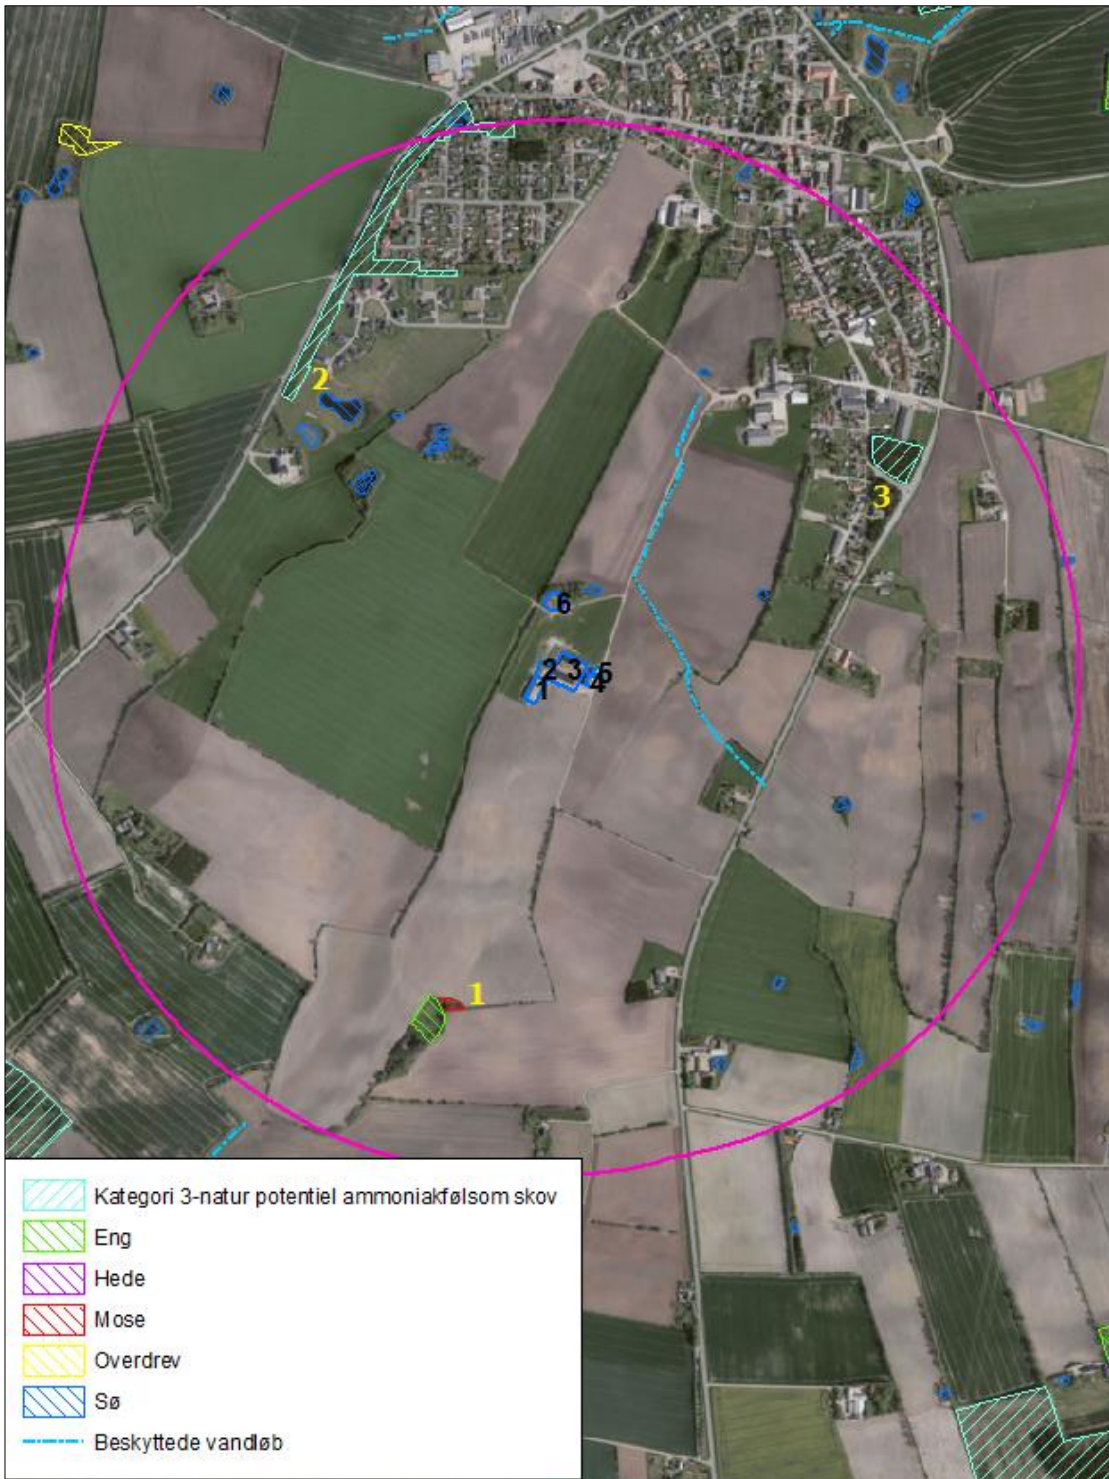 2
3
6
2
3
5
4
1
1
Kategori 3-natur potentiel ammoniakfølsom skov
Eng
Hede
Mose
Overdrev
Sø
Beskyttede vandløb